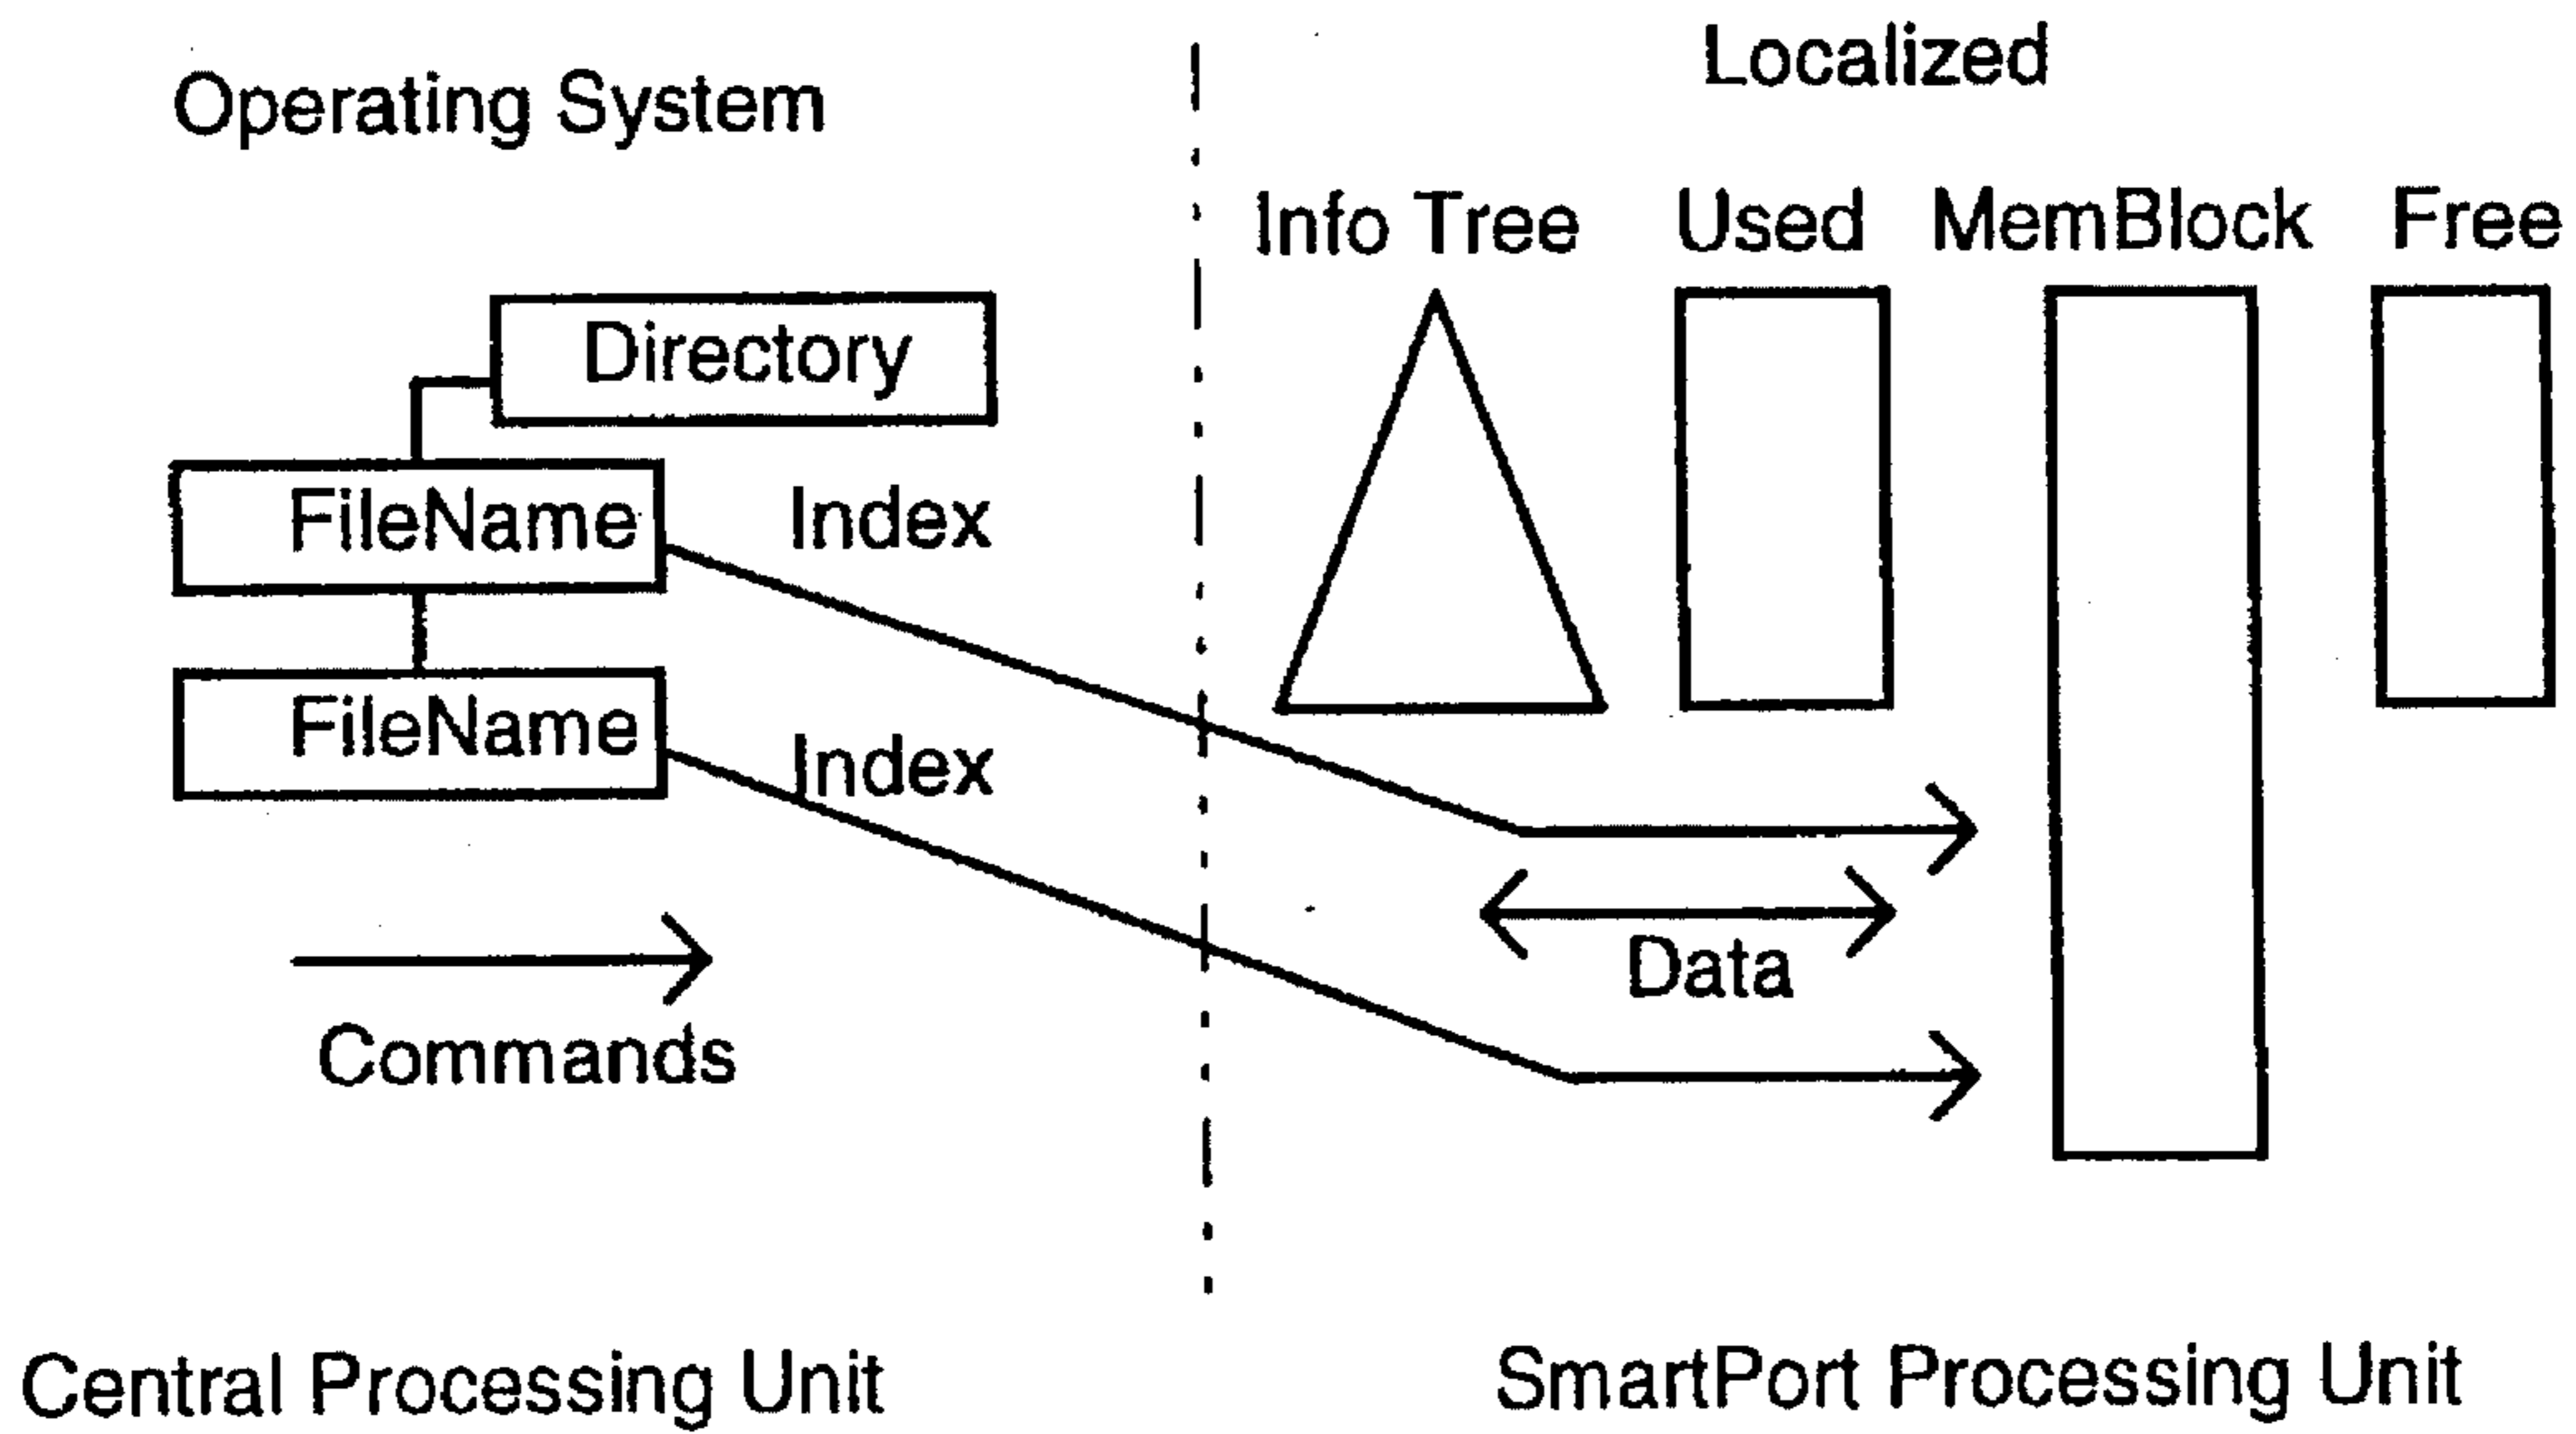 Operating System
Localized
Info Tree
Used
MemBlock
Free
Directory
FileName
Index
FileName
Index
Data
Commands
Central Processing Unit
SmartPort Processing Unit